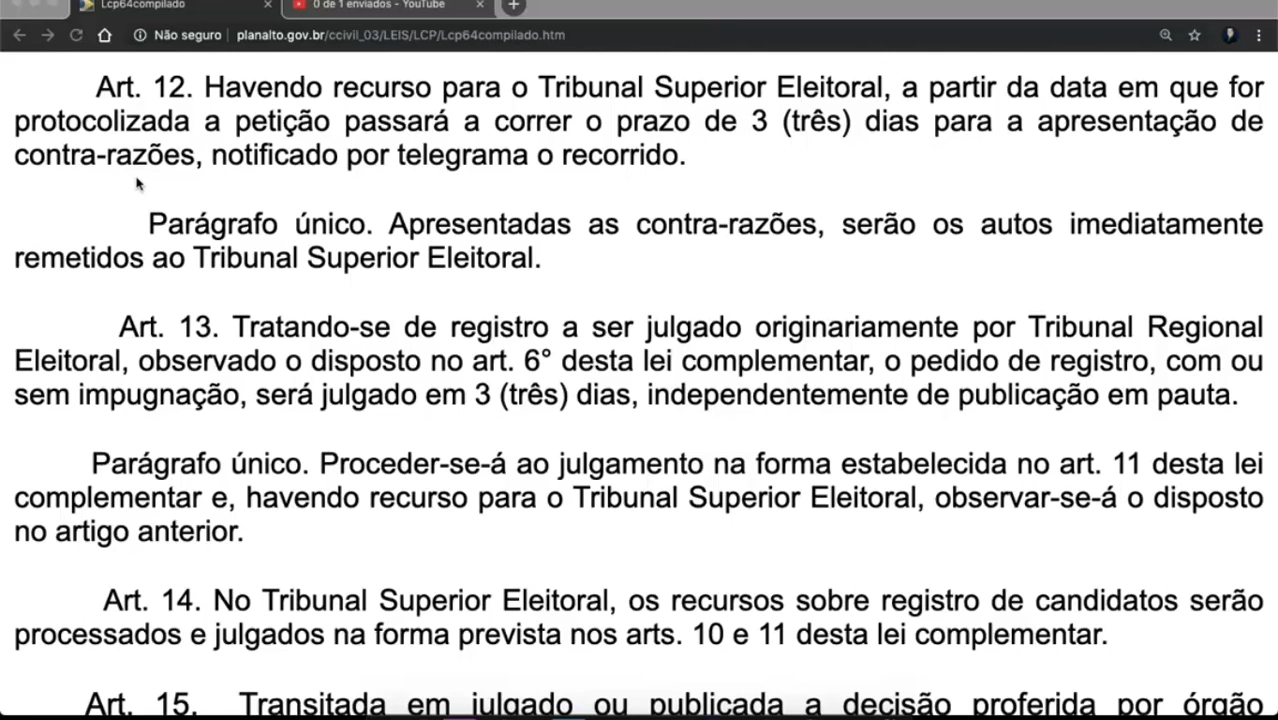 Lcp64compilado
0 de 1 enviados - YouTube
Não seguro
planalto.gov.br/ccivil_03/LEIS/LCP/Lcp64compilado.htm
Art. 12. Havendo recurso para o Tribunal Superior Eleitoral, a partir da data em que for
protocolizada a petição passará a correr o prazo de 3 (três) dias para a apresentação de
contra-razões, notificado por telegrama o recorrido.
Parágrafo único. Apresentadas as contra-razões, serão os autos imediatamente
remetidos ao Tribunal Superior Eleitoral.
Art. 13. Tratando-se de registro a ser julgado originariamente por Tribunal Regional
Eleitoral, observado o disposto no art. 6° desta lei complementar, o pedido de registro, com ou
sem impugnação, será julgado em 3 (três) dias, independentemente de publicação em pauta.
Parágrafo único. Proceder-se-á ao julgamento na forma estabelecida no art. 11 desta lei
complementar e, havendo recurso para o Tribunal Superior Eleitoral, observar-se-á o disposto
no artigo anterior.
Art. 14. No Tribunal Superior Eleitoral, os recursos sobre registro de candidatos serão
processados e julgados na forma prevista nos arts. 10 e 11 desta lei complementar.
Art. 15. Transitada em julgado ou publicada a decisão proferida por órgão